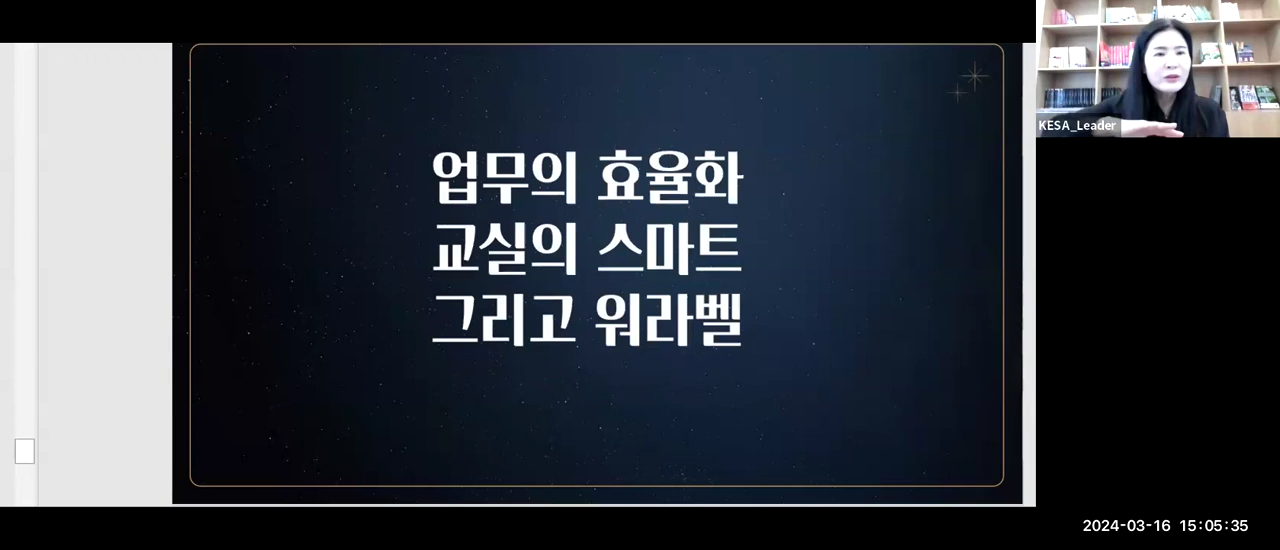 업무의 효율화
교실의 스마트
그리고 워라벨
KESA_Leader
2024-03-16 15:05:35